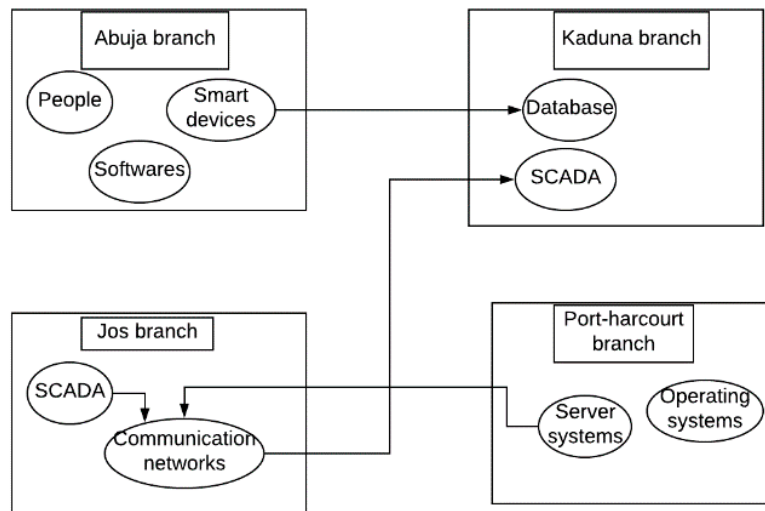 Abuja branch
People
Smart
devices
Softwares
Kaduna branch
Database
SCADA
Jos branch
SCADA
Communication
networks
Port-harcourt
branch
Server
systems
Operating
systems